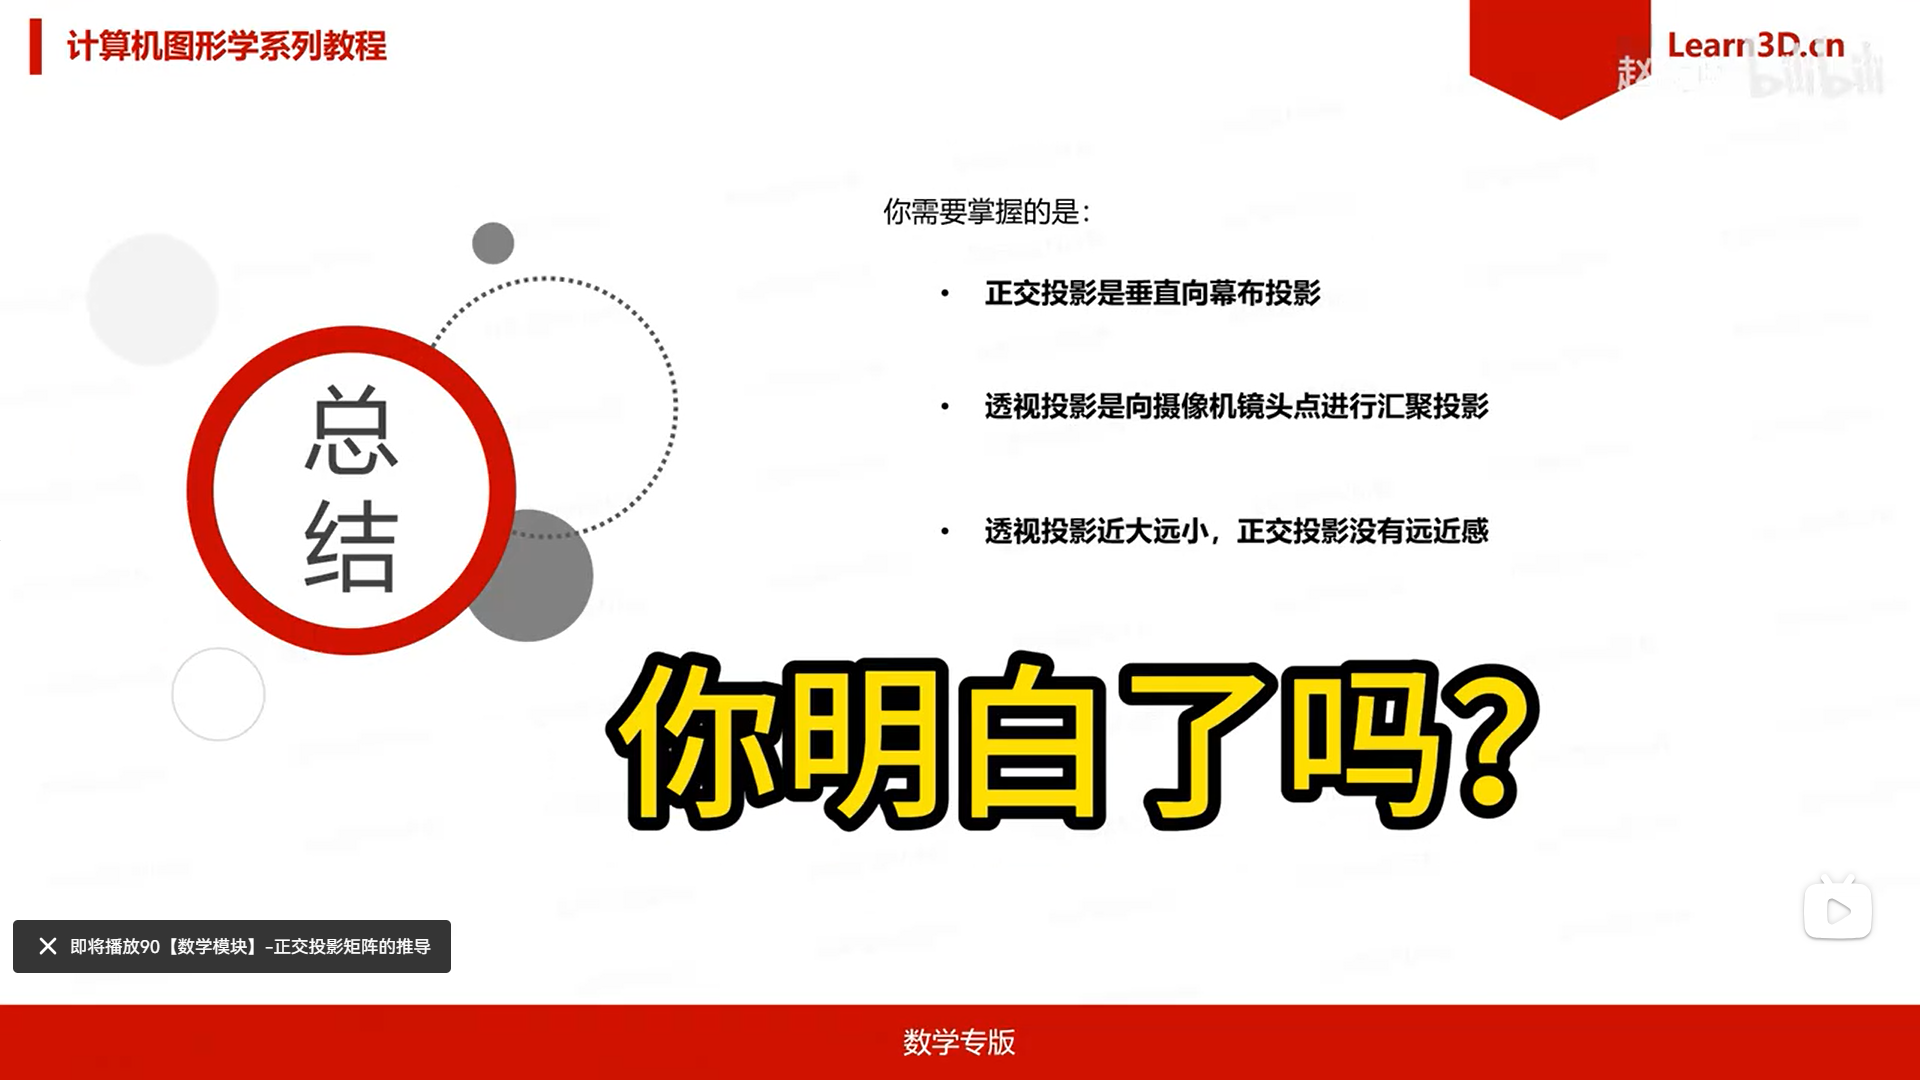 计算机图形学系列教程
Learn3D.cn
赵
bilibili
你需要掌握的是：
• 正交投影是垂直向幕布投影
• 透视投影是向摄像机镜头点进行汇聚投影
• 透视投影近大远小，正交投影没有远近感
总
结
你明白了吗？
即将播放90【数学模块】-正交投影矩阵的推导
数学专版